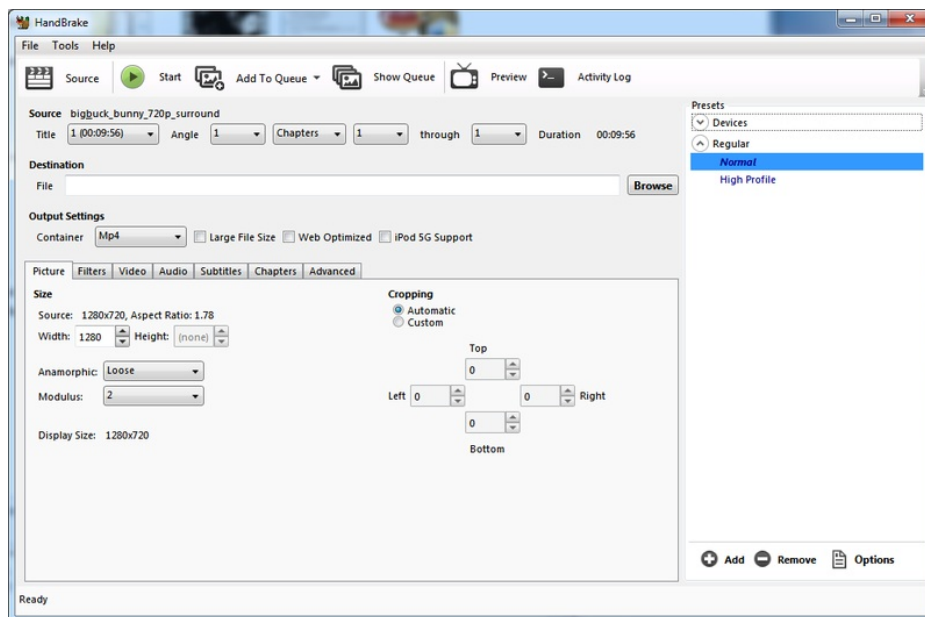 HandBrake
File Tools Help
Source Start Add To Queue Show Queue Preview Activity Log
Source bigbuck_bunny_720p_surround
Title 1 (00:09:56) Angle 1 Chapters 1 through 1 Duration 00:09:56
Destination
File Browse
Output Settings
Container Mp4 Large File Size Web Optimized iPod 5G Support
Picture Filters Video Audio Subtitles Chapters Advanced
Size
Source: 1280x720, Aspect Ratio: 1.78
Width: 1280 Height: (none)
Anamorphic: Loose
Modulus: 2
Display Size: 1280x720
Cropping
Automatic
Custom
Top
0
Left 0 0 Right
0
Bottom
Presets
Devices
Regular
Normal
High Profile
Add Remove Options
Ready